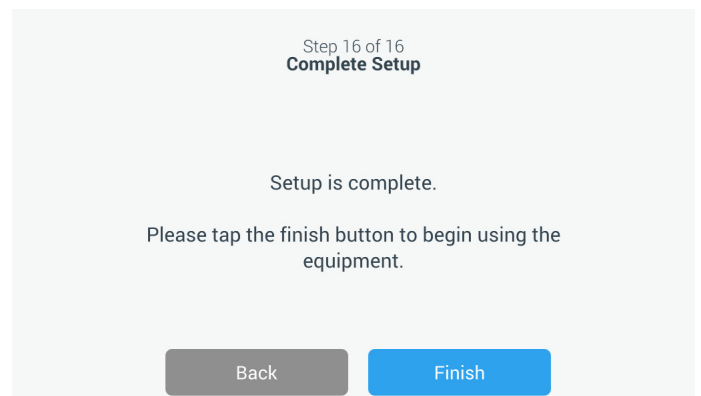 Step 16 of 16
Complete Setup
Setup is complete.
Please tap the finish button to begin using the
equipment.
Back
Finish